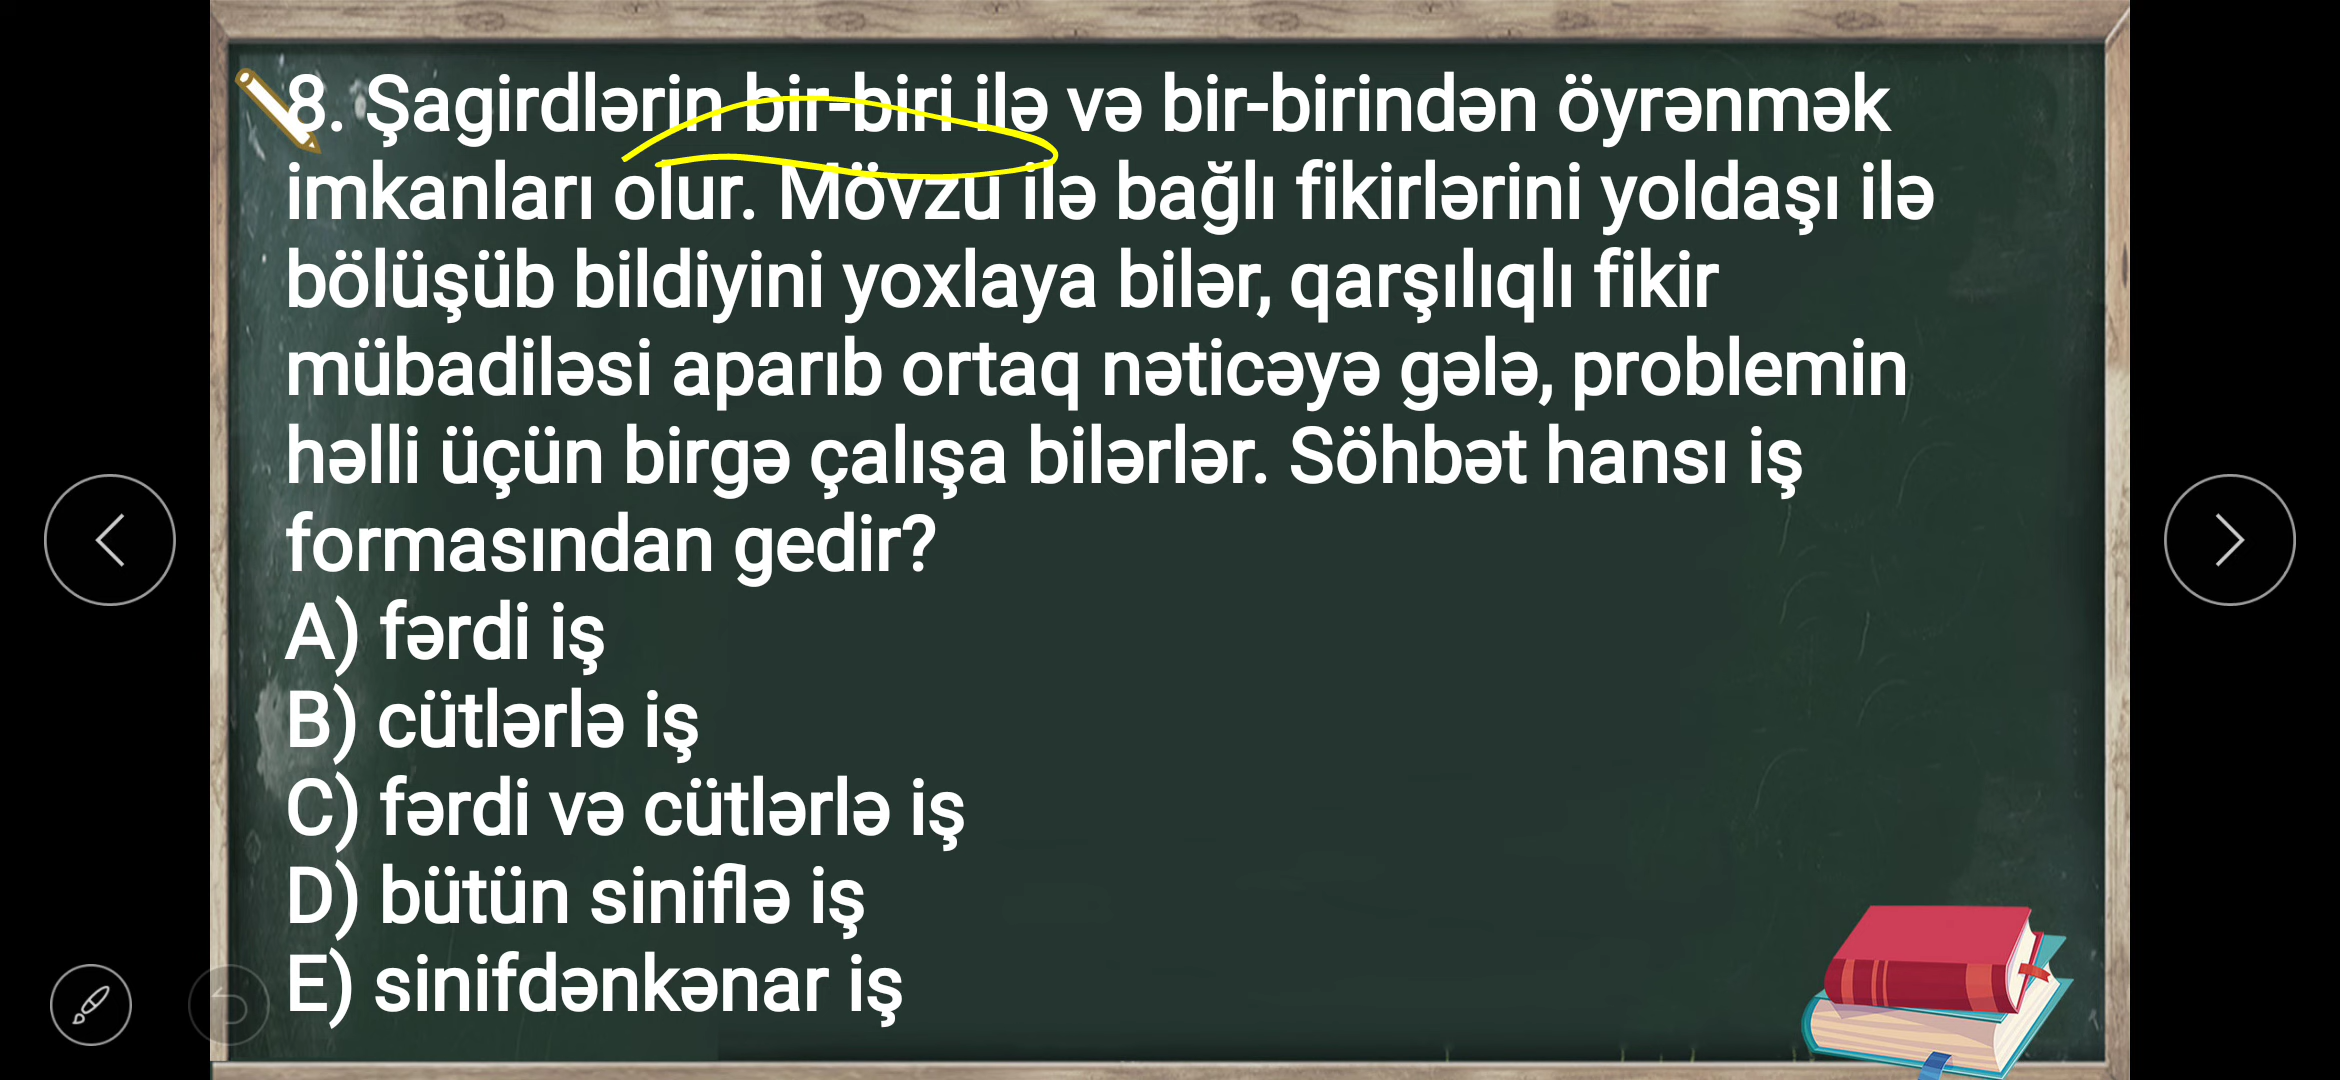 8. Şagirdlərin bir-biri ilə və bir-birindən öyrənmək
imkanları olur. Mövzu ilə bağlı fikirlərini yoldaşı ilə
bölüşüb bildiyini yoxlaya bilər, qarşılıqlı fikir
mübadiləsi aparıb ortaq nəticəyə gələ, problemin
həlli üçün birgə çalışa bilərlər. Söhbət hansı iş
formasından gedir?
A) fərdi iş
B) cütlərlə iş
C) fərdi və cütlərlə iş
D) bütün siniflə iş
E) sinifdənkənar iş